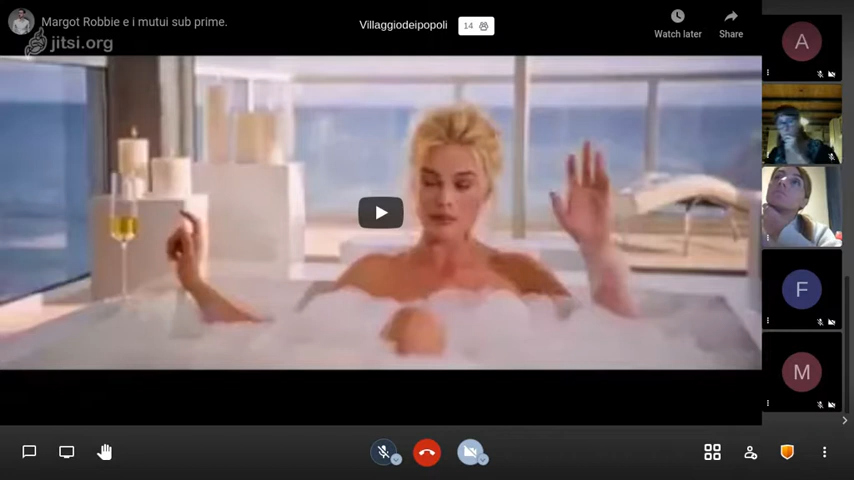 Margot Robbie e i mutui sub prime.
jitsi.org
Villaggiodeipopoli
14
Watch later
Share
A
F
M